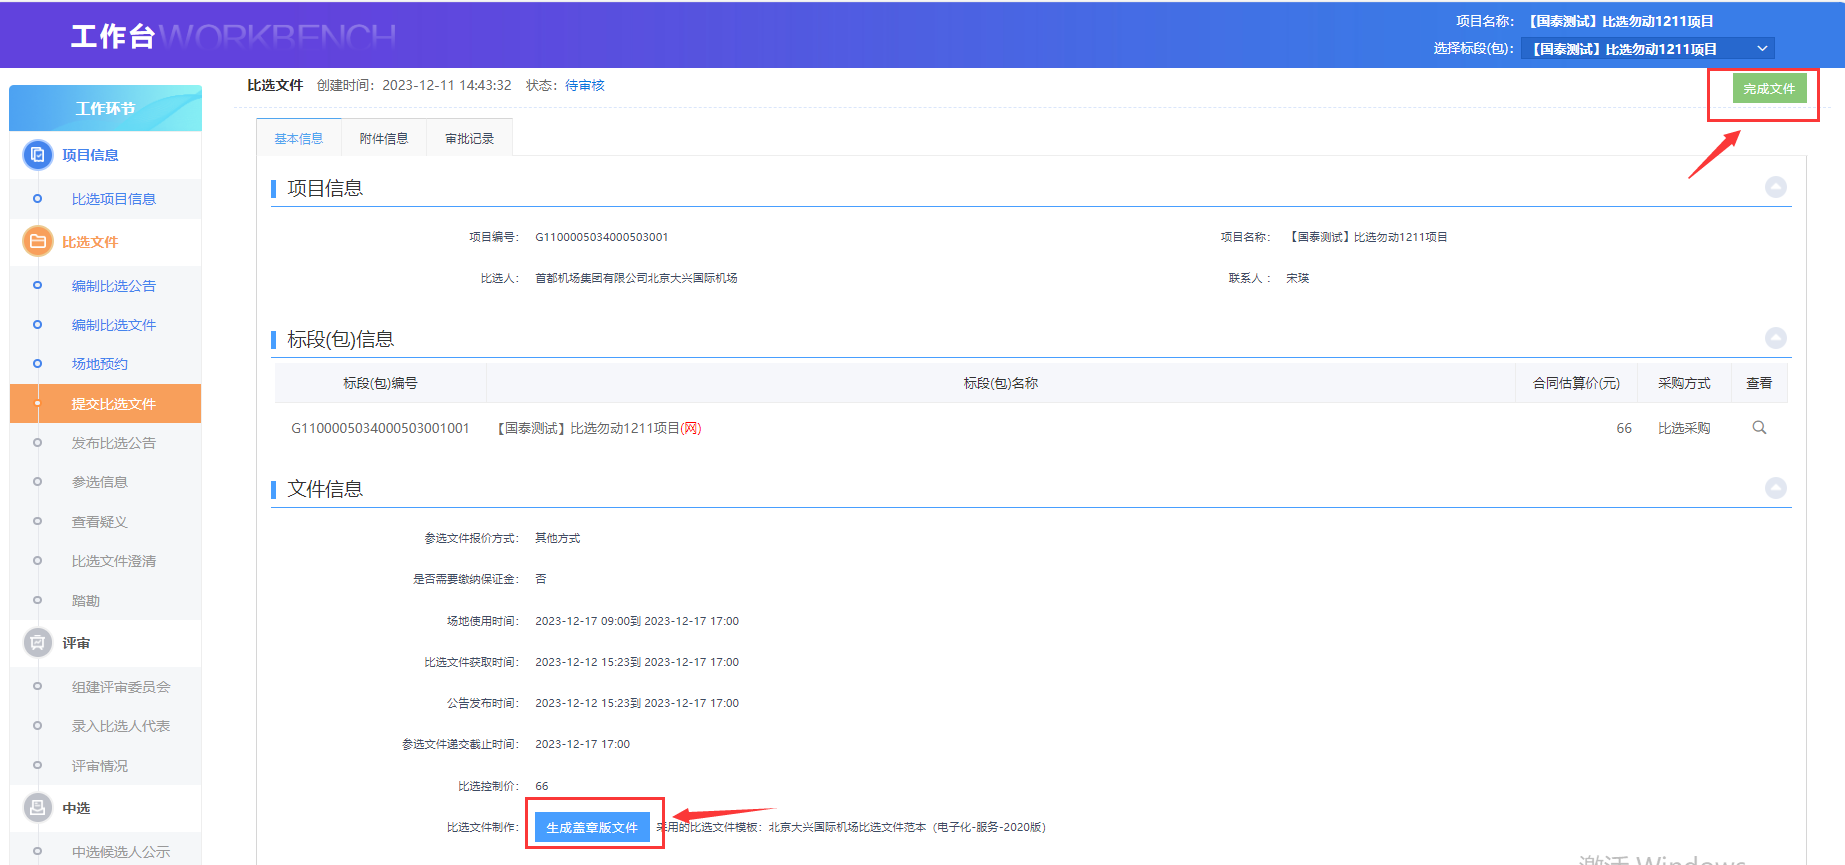 工作台WORKBENCH
项目名称：【国泰测试】比选勿动1211项目
选择标段(包)：【国泰测试】比选勿动1211项目
工作环节
项目信息
比选项目信息
比选文件
编制比选公告
编制比选文件
场地预约
提交比选文件
发布比选公告
参选信息
查看疑义
比选文件澄清
踏勘
评审
组建评审委员会
录入比选人代表
评审情况
中选
中选候选人公示
比选文件 创建时间：2023-12-11 14:43:32 状态：待审核
完成文件
基本信息 附件信息 审批记录
项目信息
项目编号：G1100005034000503001 项目名称：【国泰测试】比选勿动1211项目
比选人：首都机场集团有限公司北京大兴国际机场 联系人：宋瑛
标段(包)信息
标段(包)编号 标段(包)名称 合同估算价(元) 采购方式 查看
G1100005034000503001001 【国泰测试】比选勿动1211项目(网) 66 比选采购
文件信息
参选文件报价方式：其他方式
是否需要缴纳保证金：否
场地使用时间：2023-12-17 09:00到 2023-12-17 17:00
比选文件获取时间：2023-12-12 15:23到 2023-12-17 17:00
公告发布时间：2023-12-12 15:23到 2023-12-17 17:00
参选文件递交截止时间：2023-12-17 17:00
比选控制价：66
比选文件制作：生成盖章版文件 采用的比选文件模板：北京大兴国际机场比选文件范本（电子化-服务-2020版）
激活 Windows